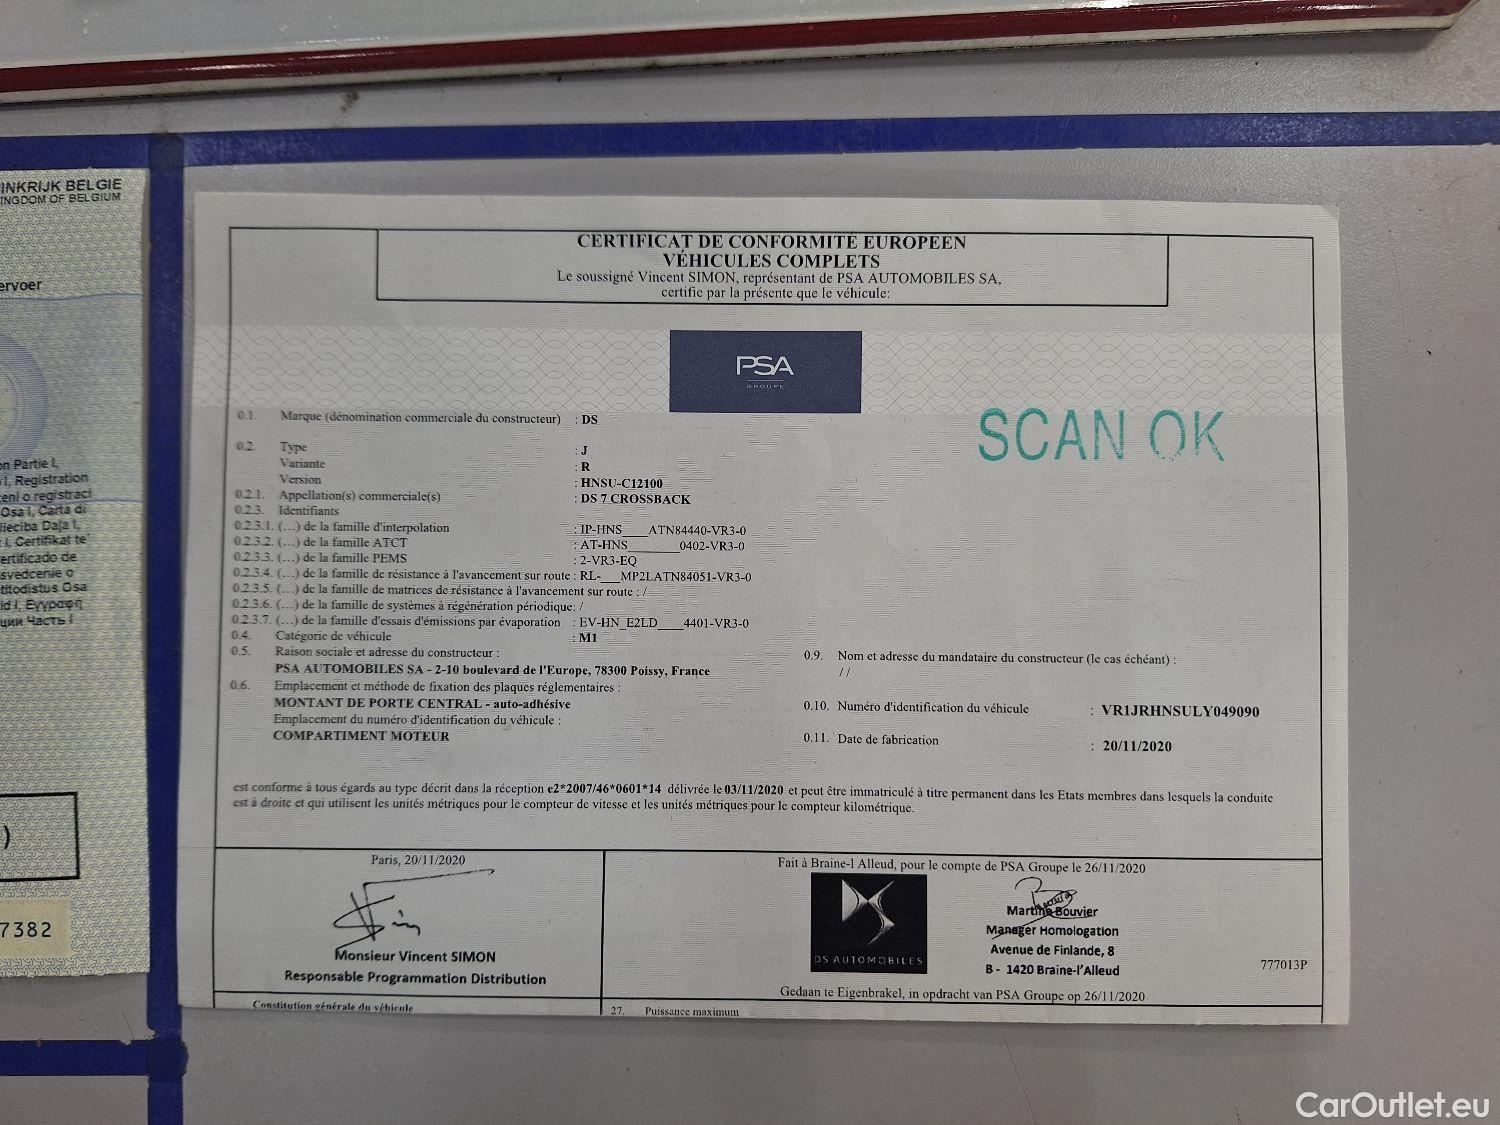 INKRIJK BELGIE
INGDOM OF BELGIUM
ervoer
on Partie I,
I, Registration
eni o registraci
Osa I, Carta di
lieciba Daļa I,
I, Certifikat te'
ertificado de
svedcenie o
titodistus Osa
id I, Εγγραφή
ции Часть I
)
7382
CERTIFICAT DE CONFORMITÉ EUROPEEN
VÉHICULES COMPLETS
Le soussigné Vincent SIMON, représentant de PSA AUTOMOBILES SA,
certifie par la présente que le véhicule:
PSA
GROUPE
SCAN OK
0.1. Marque (dénomination commerciale du constructeur) : DS
0.2. Type : J
Variante : R
Version : HNSU-C12100
0.2.1. Appellation(s) commerciale(s) : DS 7 CROSSBACK
0.2.3. Identifiants
0.2.3.1. (…) de la famille d'interpolation : IP-HNS____ATN84440-VR3-0
0.2.3.2. (…) de la famille ATCT : AT-HNS________0402-VR3-0
0.2.3.3. (…) de la famille PEMS : 2-VR3-EQ
0.2.3.4. (…) de la famille de résistance à l'avancement sur route : RL-___MP2LATN84051-VR3-0
0.2.3.5. (…) de la famille de matrices de résistance à l'avancement sur route : /
0.2.3.6. (…) de la famille de systèmes à régénération périodique: /
0.2.3.7. (…) de la famille d'essais d'émissions par évaporation : EV-HN_E2LD____4401-VR3-0
0.4. Catégorie de véhicule : M1
0.5. Raison sociale et adresse du constructeur :
PSA AUTOMOBILES SA - 2-10 boulevard de l'Europe, 78300 Poissy, France
0.6. Emplacement et méthode de fixation des plaques réglementaires :
MONTANT DE PORTE CENTRAL - auto-adhésive
Emplacement du numéro d'identification du véhicule :
COMPARTIMENT MOTEUR
0.9. Nom et adresse du mandataire du constructeur (le cas échéant) :
/ /
0.10. Numéro d'identification du véhicule : VR1JRHNSULY049090
0.11. Date de fabrication : 20/11/2020
est conforme à tous égards au type décrit dans la réception e2*2007/46*0601*14 délivrée le 03/11/2020 et peut être immatriculé à titre permanent dans les Etats membres dans lesquels la conduite
est à droite et qui utilisent les unités métriques pour le compteur de vitesse et les unités métriques pour le compteur kilométrique.
Paris, 20/11/2020
Monsieur Vincent SIMON
Responsable Programmation Distribution
Fait à Braine-l Alleud, pour le compte de PSA Groupe le 26/11/2020
DS AUTOMOBILES
Martine Bouvier
Manager Homologation
Avenue de Finlande, 8
B - 1420 Braine-l'Alleud
777013P
Gedaan te Eigenbrakel, in opdracht van PSA Groupe op 26/11/2020
Constitution générale du véhicule
27. Puissance maximum
CarOutlet.eu